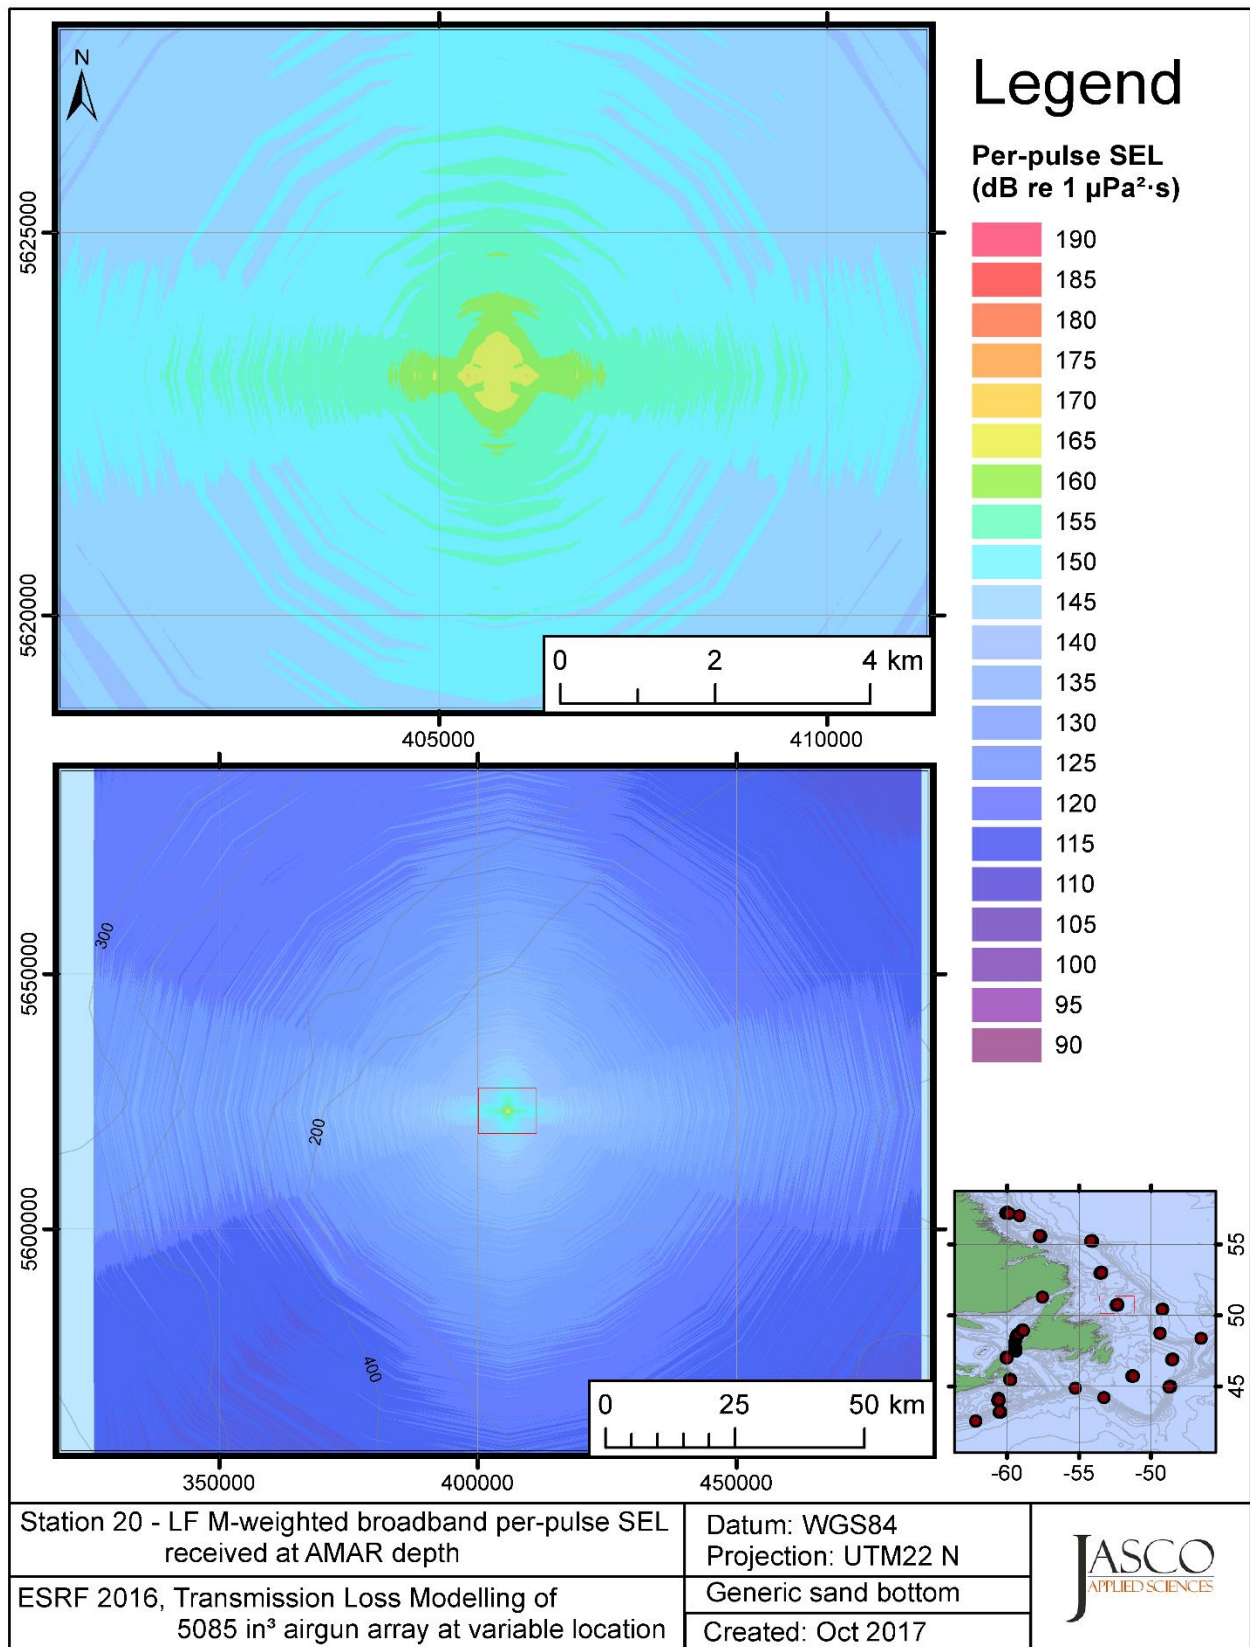 N
5625000
5620000
0 2 4 km
405000 410000
5650000
5600000
300
200
400
0 25 50 km
350000 400000 450000
Legend
Per-pulse SEL
(dB re 1 µPa²·s)
190
185
180
175
170
165
160
155
150
145
140
135
130
125
120
115
110
105
100
95
90
55
50
45
-60 -55 -50
Station 20 - LF M-weighted broadband per-pulse SEL
received at AMAR depth
ESRF 2016, Transmission Loss Modelling of
5085 in³ airgun array at variable location
Datum: WGS84
Projection: UTM22 N
Generic sand bottom
Created: Oct 2017
JASCO
APPLIED SCIENCES